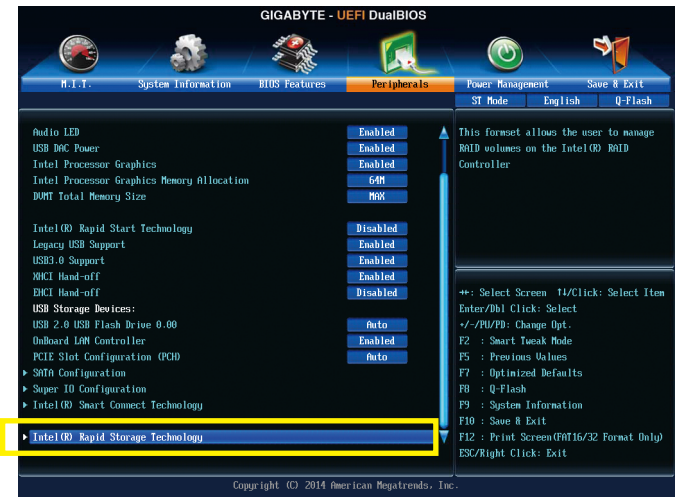 GIGABYTE - UEFI DualBIOS
M.I.T.
System Information
BIOS Features
Peripherals
Power Management
Save & Exit
ST Mode
English
Q-Flash
Audio LED Enabled
USB DAC Power Enabled
Intel Processor Graphics Enabled
Intel Processor Graphics Memory Allocation 64M
DVMT Total Memory Size MAX
Intel(R) Rapid Start Technology Disabled
Legacy USB Support Enabled
USB3.0 Support Enabled
XHCI Hand-off Enabled
EHCI Hand-off Disabled
USB Storage Devices:
USB 2.0 USB Flash Drive 0.00 Auto
OnBoard LAN Controller Enabled
PCIE Slot Configuration (PCH) Auto
SATA Configuration
Super IO Configuration
Intel(R) Smart Connect Technology
Intel(R) Rapid Storage Technology
This formset allows the user to manage
RAID volumes on the Intel(R) RAID
Controller
→←: Select Screen ↑↓/Click: Select Item
Enter/Dbl Click: Select
+/-/PU/PD: Change Opt.
F2 : Smart Tweak Mode
F5 : Previous Values
F7 : Optimized Defaults
F8 : Q-Flash
F9 : System Information
F10 : Save & Exit
F12 : Print Screen(FAT16/32 Format Only)
ESC/Right Click: Exit
Copyright (C) 2014 American Megatrends, Inc.